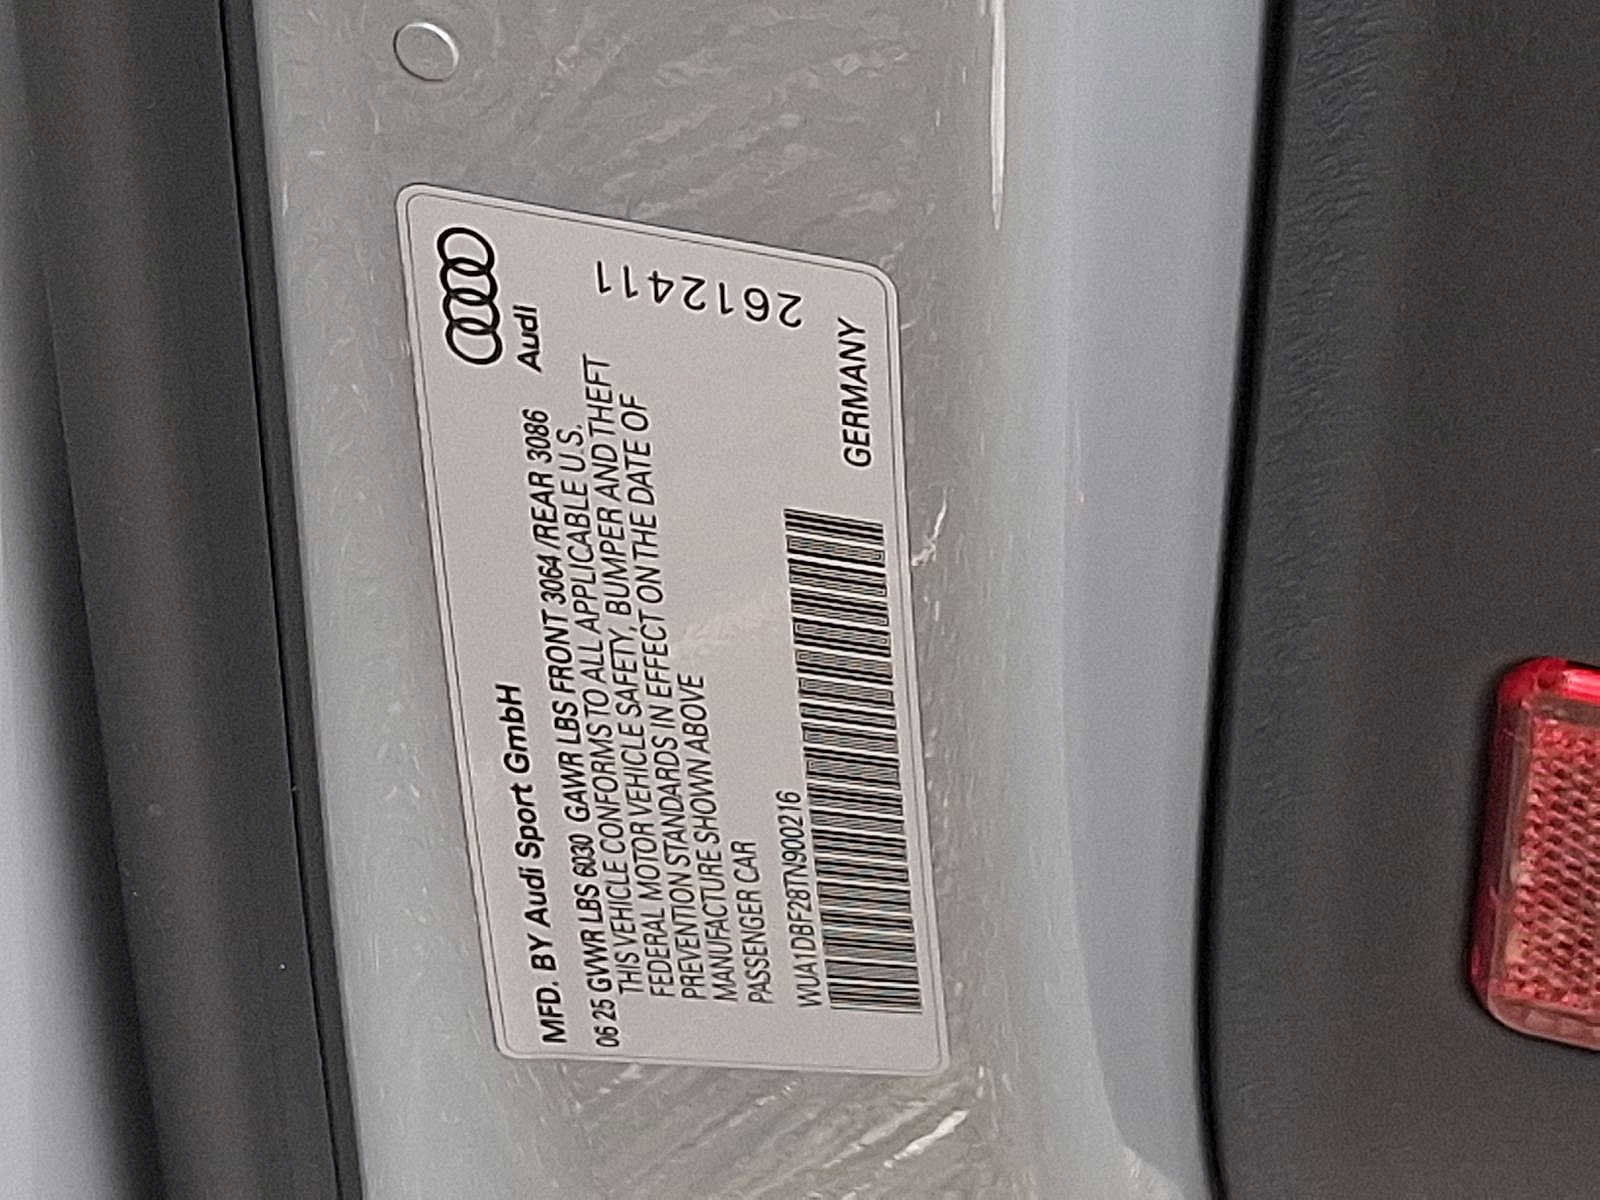 Audi
MFD. BY Audi Sport GmbH
06 25 GVWR LBS 6030 GAWR LBS FRONT 3064 /REAR 3086
THIS VEHICLE CONFORMS TO ALL APPLICABLE U.S.
FEDERAL MOTOR VEHICLE SAFETY, BUMPER AND THEFT
PREVENTION STANDARDS IN EFFECT ON THE DATE OF
MANUFACTURE SHOWN ABOVE
PASSENGER CAR
2612411
WUA1DBF28TN900216
GERMANY